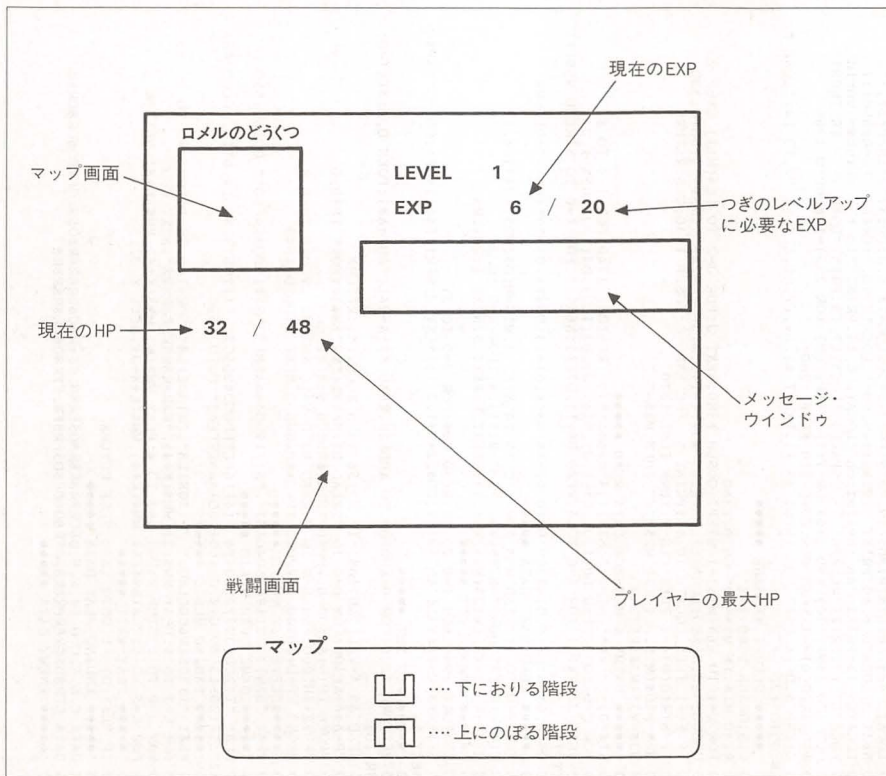 現在のEXP
ロメルのどうくつ
マップ画面
LEVEL 1
EXP 6 / 20
つぎのレベルアップ
に必要なEXP
現在のHP
32 / 48
メッセージ・
ウインドゥ
戦闘画面
プレイヤーの最大HP
マップ
‥‥下におりる階段
‥‥上にのぼる階段